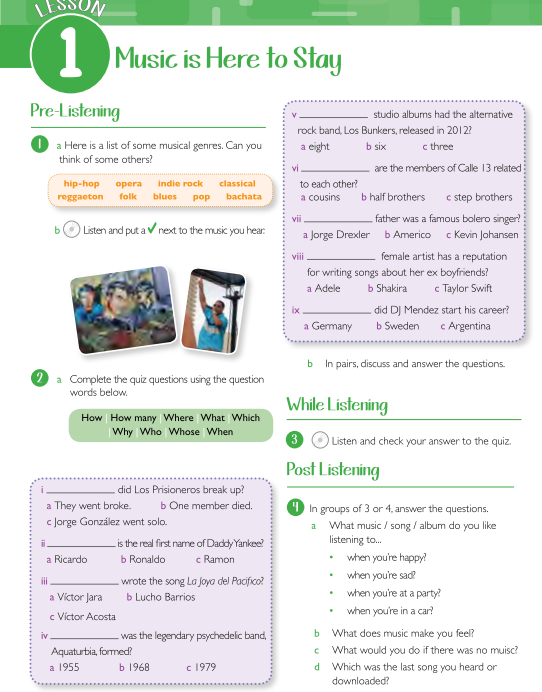 LESSON
1 Music is Here to Stay
Pre-Listening
1 a Here is a list of some musical genres. Can you
think of some others?
hip-hop opera indie rock classical
reggaeton folk blues pop bachata
b Listen and put a ✓ next to the music you hear.
2 a Complete the quiz questions using the question
words below.
How | How many | Where | What | Which
| Why | Who | Whose | When
i ____________ did Los Prisioneros break up?
a They went broke. b One member died.
c Jorge González went solo.
ii ____________ is the real first name of Daddy Yankee?
a Ricardo b Ronaldo c Ramon
iii ____________ wrote the song La Joya del Pacifico?
a Víctor Jara b Lucho Barrios
c Víctor Acosta
iv ____________ was the legendary psychedelic band,
Aquaturbia, formed?
a 1955 b 1968 c 1979
v ____________ studio albums had the alternative
rock band, Los Bunkers, released in 2012?
a eight b six c three
vi ____________ are the members of Calle 13 related
to each other?
a cousins b half brothers c step brothers
vii ____________ father was a famous bolero singer?
a Jorge Drexler b Americo c Kevin Johansen
viii ____________ female artist has a reputation
for writing songs about her ex boyfriends?
a Adele b Shakira c Taylor Swift
ix ____________ did DJ Mendez start his career?
a Germany b Sweden c Argentina
b In pairs, discuss and answer the questions.
While Listening
3 Listen and check your answer to the quiz.
Post Listening
4 In groups of 3 or 4, answer the questions.
a What music / song / album do you like
listening to...
• when you're happy?
• when you're sad?
• when you're at a party?
• when you're in a car?
b What does music make you feel?
c What would you do if there was no muisc?
d Which was the last song you heard or
downloaded?